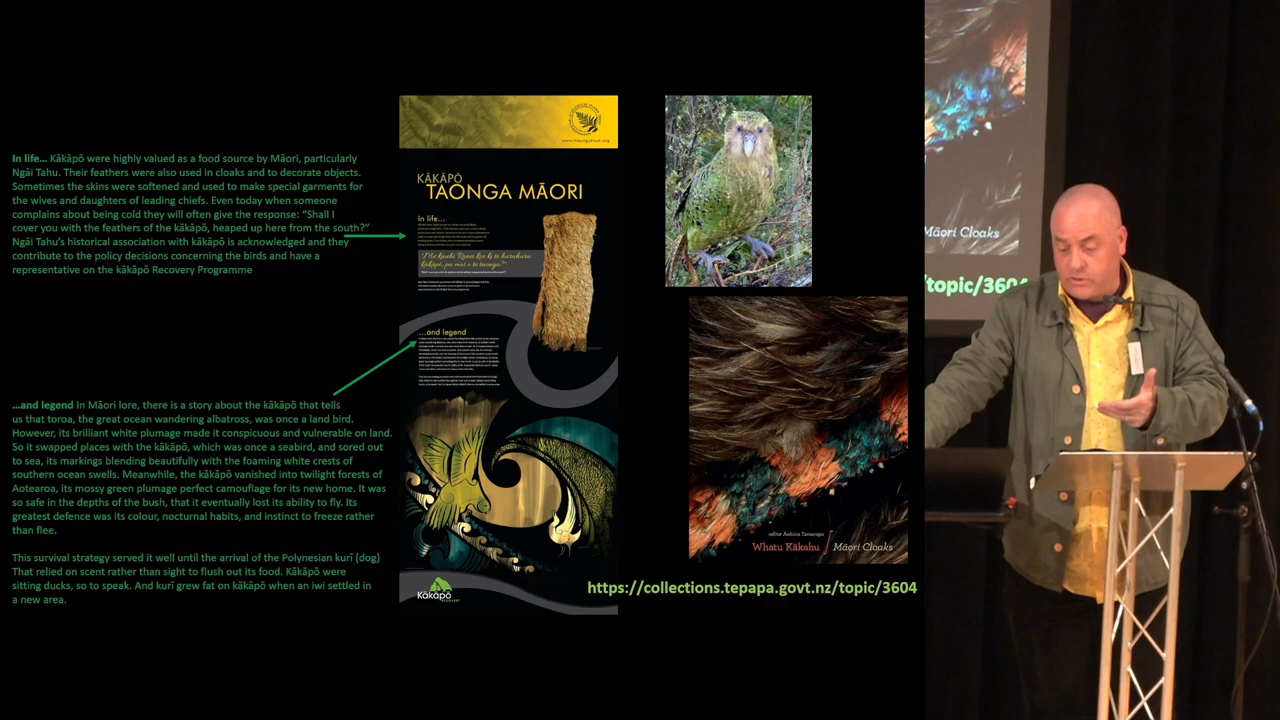 In life... Kākāpō were highly valued as a food source by Māori, particularly
Ngāi Tahu. Their feathers were also used in cloaks and to decorate objects.
Sometimes the skins were softened and used to make special garments for
the wives and daughters of leading chiefs. Even today when someone
complains about being cold they will often give the response: “Shall I
cover you with the feathers of the kākāpō, heaped up here from the south?”
Ngāi Tahu’s historical association with kākāpō is acknowledged and they
contribute to the policy decisions concerning the birds and have a
representative on the kākāpō Recovery Programme
...and legend In Māori lore, there is a story about the kākāpō that tells
us that toroa, the great ocean wandering albatross, was once a land bird.
However, its brilliant white plumage made it conspicuous and vulnerable on land.
So it swapped places with the kākāpō, which was once a seabird, and sored out
to sea, its markings blending beautifully with the foaming white crests of
southern ocean swells. Meanwhile, the kākāpō vanished into twilight forests of
Aotearoa, its mossy green plumage perfect camouflage for its new home. It was
so safe in the depths of the bush, that it eventually lost its ability to fly. Its
greatest defence was its colour, nocturnal habits, and instinct to freeze rather
than flee.
This survival strategy served it well until the arrival of the Polynesian kurī (dog)
That relied on scent rather than sight to flush out its food. Kākāpō were
sitting ducks, so to speak. And kurī grew fat on kākāpō when an iwi settled in
a new area.
KĀKĀPŌ
TAONGA MĀORI
In life...
...and legend
Kākāpō
RECOVERY
Whatu Kākahu / Māori Cloaks
https://collections.tepapa.govt.nz/topic/3604
Māori Cloaks
/topic/3604